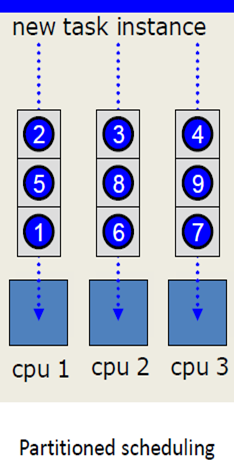 new task instance
2 3 4
5 8 9
1 6 7
cpu 1 cpu 2 cpu 3
Partitioned scheduling